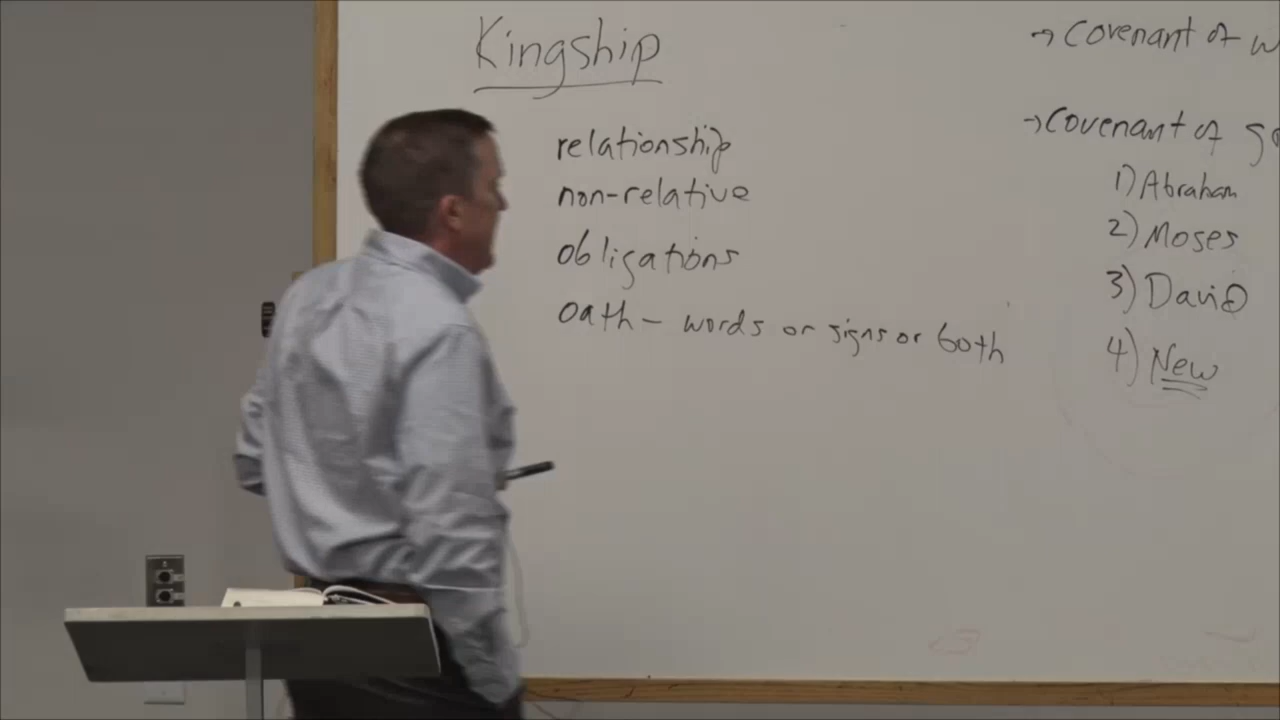 Kingship
relationship
non-relative
obligations
oath - words or signs or both
→ Covenant of
→ Covenant of
1) Abraham
2) Moses
3) David
4) New